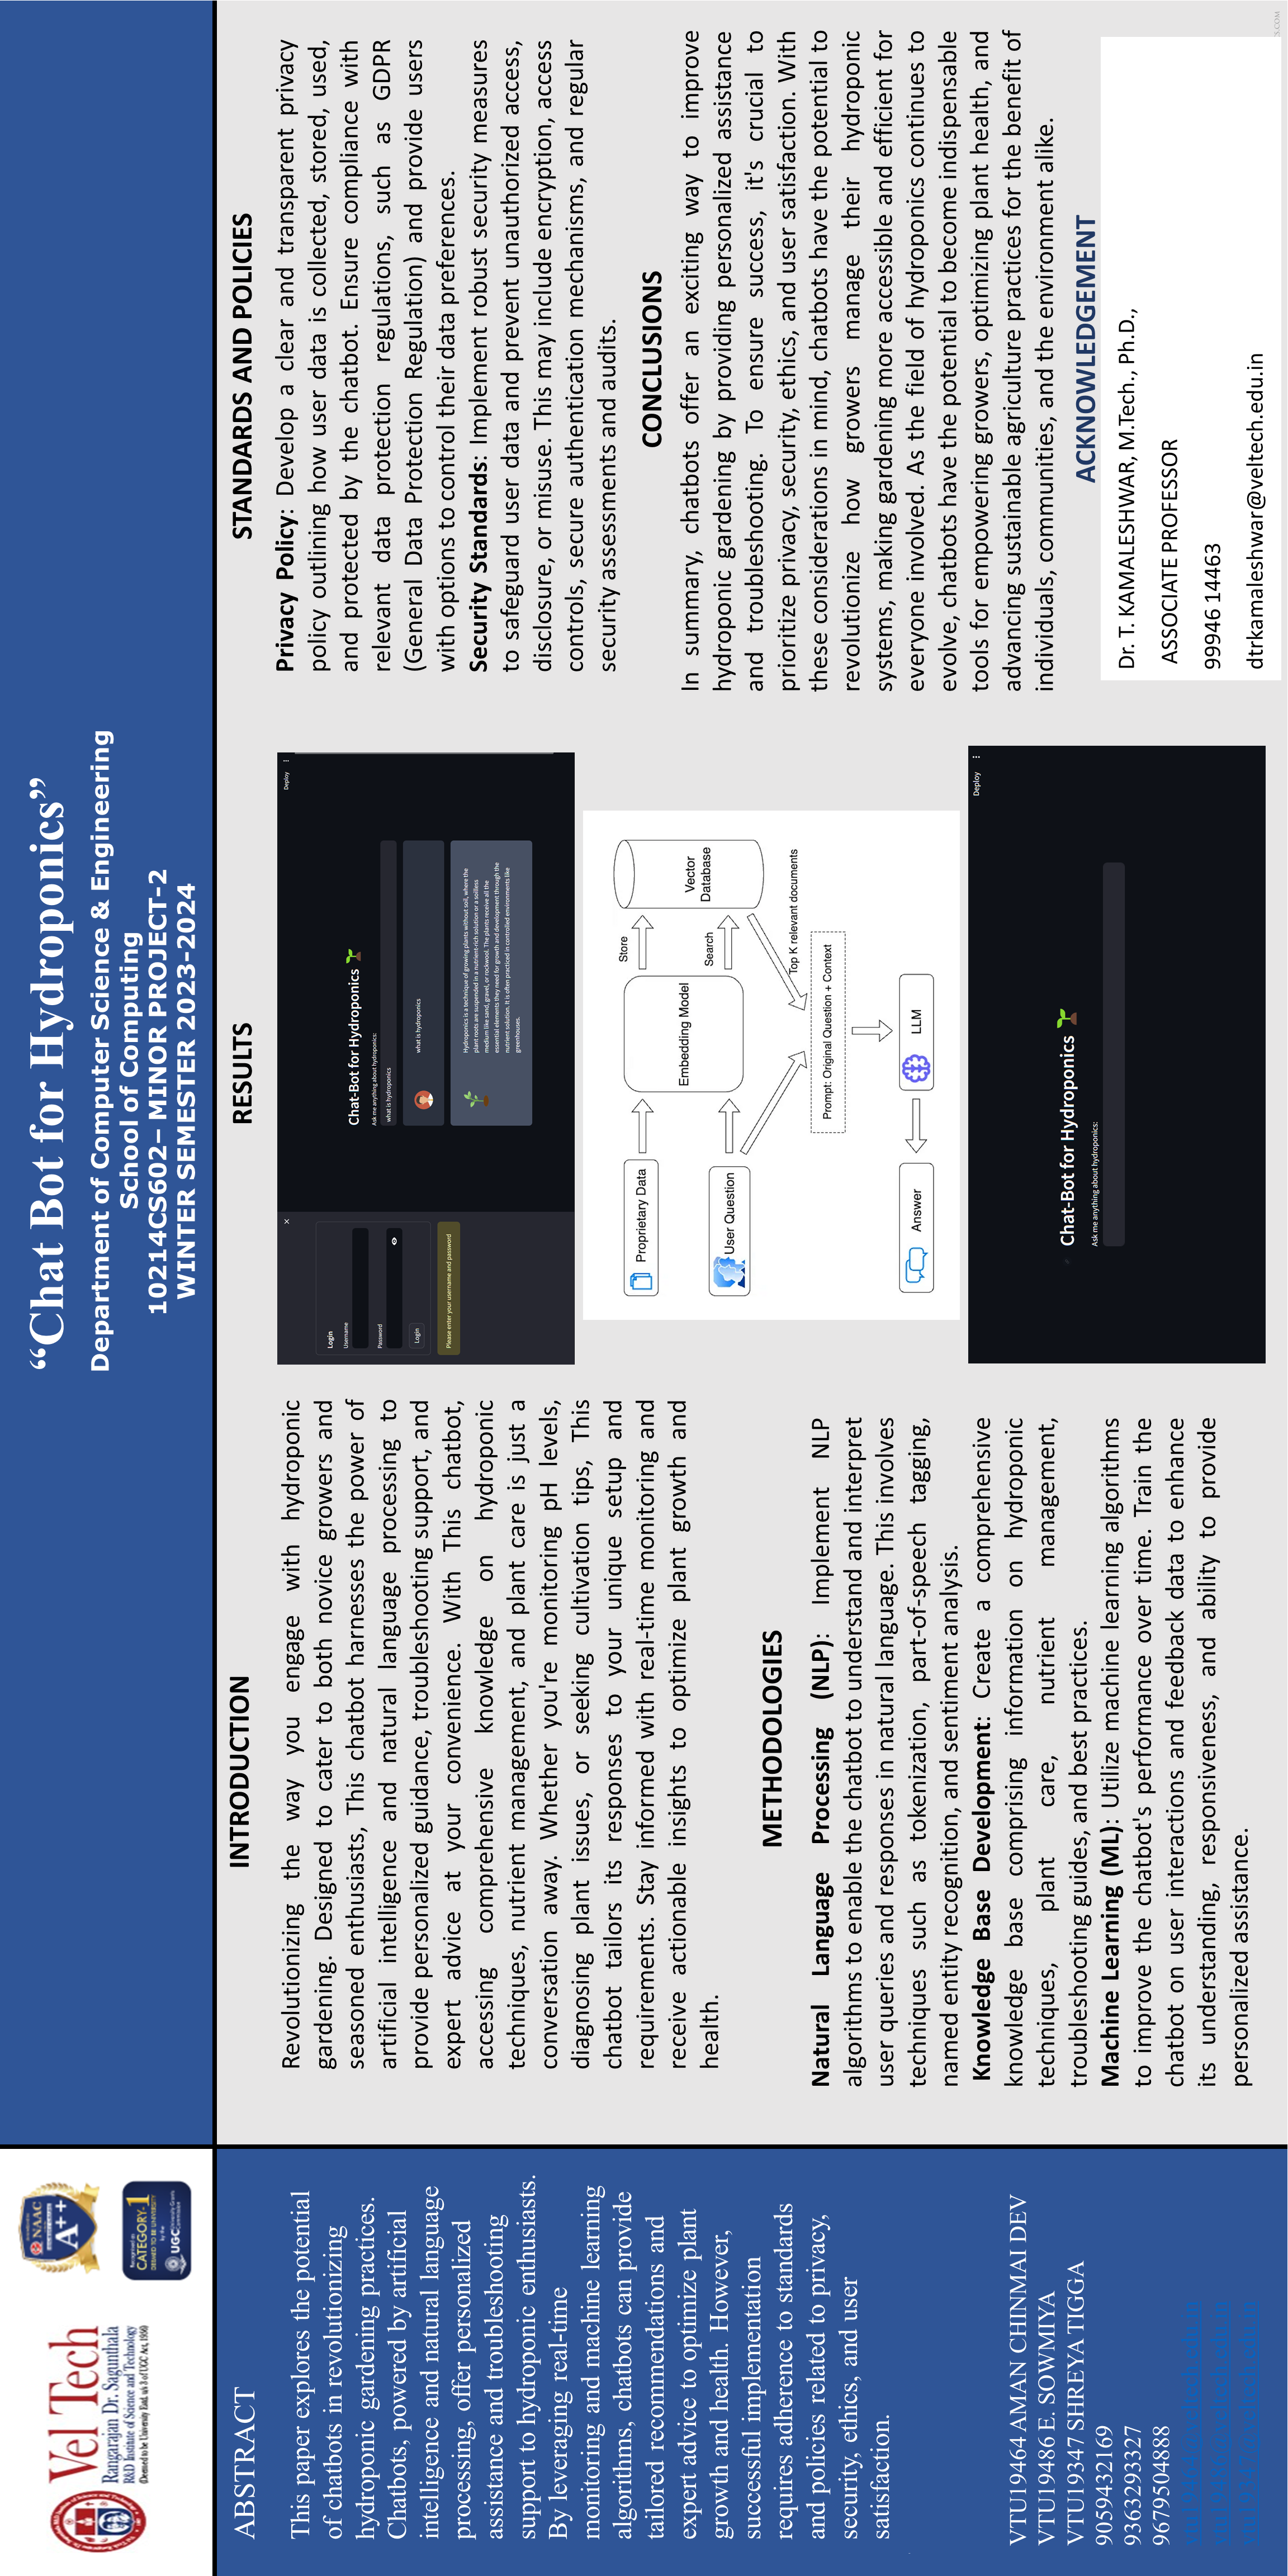 Vel Tech
Rangarajan Dr. Sagunthala
R&D Institute of Science and Technology
(Deemed to be University Estd. u/s 3 of UGC Act, 1956)
NAAC
A++
CATEGORY-1
DEEMED TO BE UNIVERSITY
by the
UGC
“Chat Bot for Hydroponics”
Department of Computer Science & Engineering
School of Computing
10214CS602– MINOR PROJECT-2
WINTER SEMESTER 2023-2024
ABSTRACT
This paper explores the potential
of chatbots in revolutionizing
hydroponic gardening practices.
Chatbots, powered by artificial
intelligence and natural language
processing, offer personalized
assistance and troubleshooting
support to hydroponic enthusiasts.
By leveraging real-time
monitoring and machine learning
algorithms, chatbots can provide
tailored recommendations and
expert advice to optimize plant
growth and health. However,
successful implementation
requires adherence to standards
and policies related to privacy,
security, ethics, and user
satisfaction.
VTU19464 AMAN CHINMAI DEV
VTU19486 E. SOWMIYA
VTU19347 SHREYA TIGGA
9059432169
9363293327
9679504888
INTRODUCTION
Revolutionizing the way you engage with hydroponic
gardening. Designed to cater to both novice growers and
seasoned enthusiasts, This chatbot harnesses the power of
artificial intelligence and natural language processing to
provide personalized guidance, troubleshooting support, and
expert advice at your convenience. With This chatbot,
accessing comprehensive knowledge on hydroponic
techniques, nutrient management, and plant care is just a
conversation away. Whether you're monitoring pH levels,
diagnosing plant issues, or seeking cultivation tips, This
chatbot tailors its responses to your unique setup and
requirements. Stay informed with real-time monitoring and
receive actionable insights to optimize plant growth and
health.
METHODOLOGIES
Natural Language Processing (NLP): Implement NLP
algorithms to enable the chatbot to understand and interpret
user queries and responses in natural language. This involves
techniques such as tokenization, part-of-speech tagging,
named entity recognition, and sentiment analysis.
Knowledge Base Development: Create a comprehensive
knowledge base comprising information on hydroponic
techniques, plant care, nutrient management,
troubleshooting guides, and best practices.
Machine Learning (ML): Utilize machine learning algorithms
to improve the chatbot's performance over time. Train the
chatbot on user interactions and feedback data to enhance
its understanding, responsiveness, and ability to provide
personalized assistance.
RESULTS
Login
Username
Password
Login
Please enter your username and password
Deploy
Chat-Bot for Hydroponics
Ask me anything about hydroponics:
what is hydroponics
what is hydroponics
Hydroponics is a technique of growing plants without soil, where the
plant roots are suspended in a nutrient-rich solution or a soilless
medium like sand, gravel, or rockwool. The plants receive all the
essential elements they need for growth and development through the
nutrient solution. It is often practiced in controlled environments like
greenhouses.
Proprietary Data
Embedding Model
Store
Vector
Database
User Question
Search
Top K relevant documents
Prompt: Original Question + Context
Answer
LLM
Deploy
Chat-Bot for Hydroponics
Ask me anything about hydroponics:
STANDARDS AND POLICIES
Privacy Policy: Develop a clear and transparent privacy
policy outlining how user data is collected, stored, used,
and protected by the chatbot. Ensure compliance with
relevant data protection regulations, such as GDPR
(General Data Protection Regulation) and provide users
with options to control their data preferences.
Security Standards: Implement robust security measures
to safeguard user data and prevent unauthorized access,
disclosure, or misuse. This may include encryption, access
controls, secure authentication mechanisms, and regular
security assessments and audits.
CONCLUSIONS
In summary, chatbots offer an exciting way to improve
hydroponic gardening by providing personalized assistance
and troubleshooting. To ensure success, it's crucial to
prioritize privacy, security, ethics, and user satisfaction. With
these considerations in mind, chatbots have the potential to
revolutionize how growers manage their hydroponic
systems, making gardening more accessible and efficient for
everyone involved. As the field of hydroponics continues to
evolve, chatbots have the potential to become indispensable
tools for empowering growers, optimizing plant health, and
advancing sustainable agriculture practices for the benefit of
individuals, communities, and the environment alike.
ACKNOWLEDGEMENT
Dr. T. KAMALESHWAR, M.Tech., Ph.D.,
ASSOCIATE PROFESSOR
99946 14463
dtrkamaleshwar@veltech.edu.in